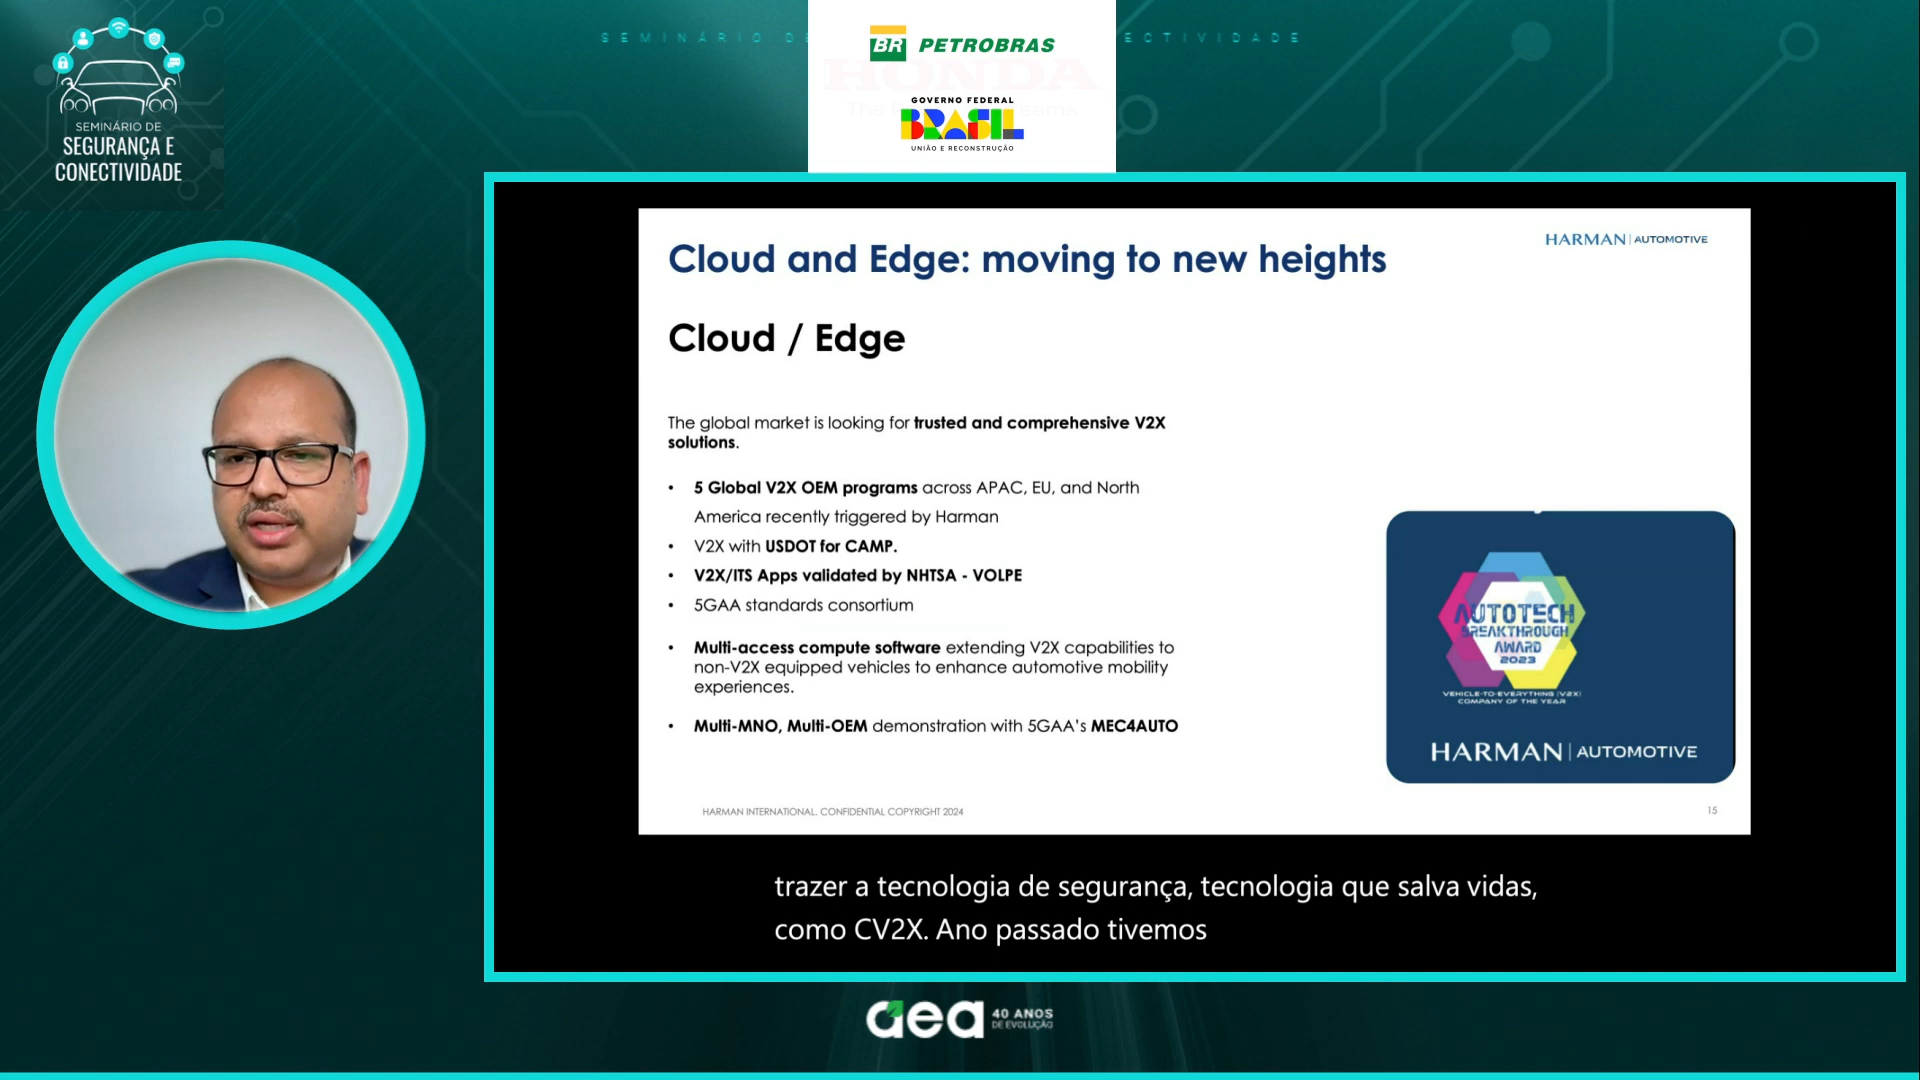 SEMINÁRIO DE
SEGURANÇA E
CONECTIVIDADE
SEMINÁRIO DE
ECTIVIDADE
BR PETROBRAS
HONDA
The
GOVERNO FEDERAL
BRASIL
UNIÃO E RECONSTRUÇÃO
HARMAN | AUTOMOTIVE
Cloud and Edge: moving to new heights
Cloud / Edge
The global market is looking for trusted and comprehensive V2X
solutions.
• 5 Global V2X OEM programs across APAC, EU, and North
America recently triggered by Harman
• V2X with USDOT for CAMP.
• V2X/ITS Apps validated by NHTSA - VOLPE
• 5GAA standards consortium
• Multi-access compute software extending V2X capabilities to
non-V2X equipped vehicles to enhance automotive mobility
experiences.
• Multi-MNO, Multi-OEM demonstration with 5GAA's MEC4AUTO
AUTOTECH
BREAKTHROUGH
AWARD
2023
VEHICLE-TO-EVERYTHING (V2X)
COMPANY OF THE YEAR
HARMAN | AUTOMOTIVE
HARMAN INTERNATIONAL. CONFIDENTIAL COPYRIGHT 2024
15
trazer a tecnologia de segurança, tecnologia que salva vidas,
como CV2X. Ano passado tivemos
aea 40 ANOS
DE EVOLUÇÃO